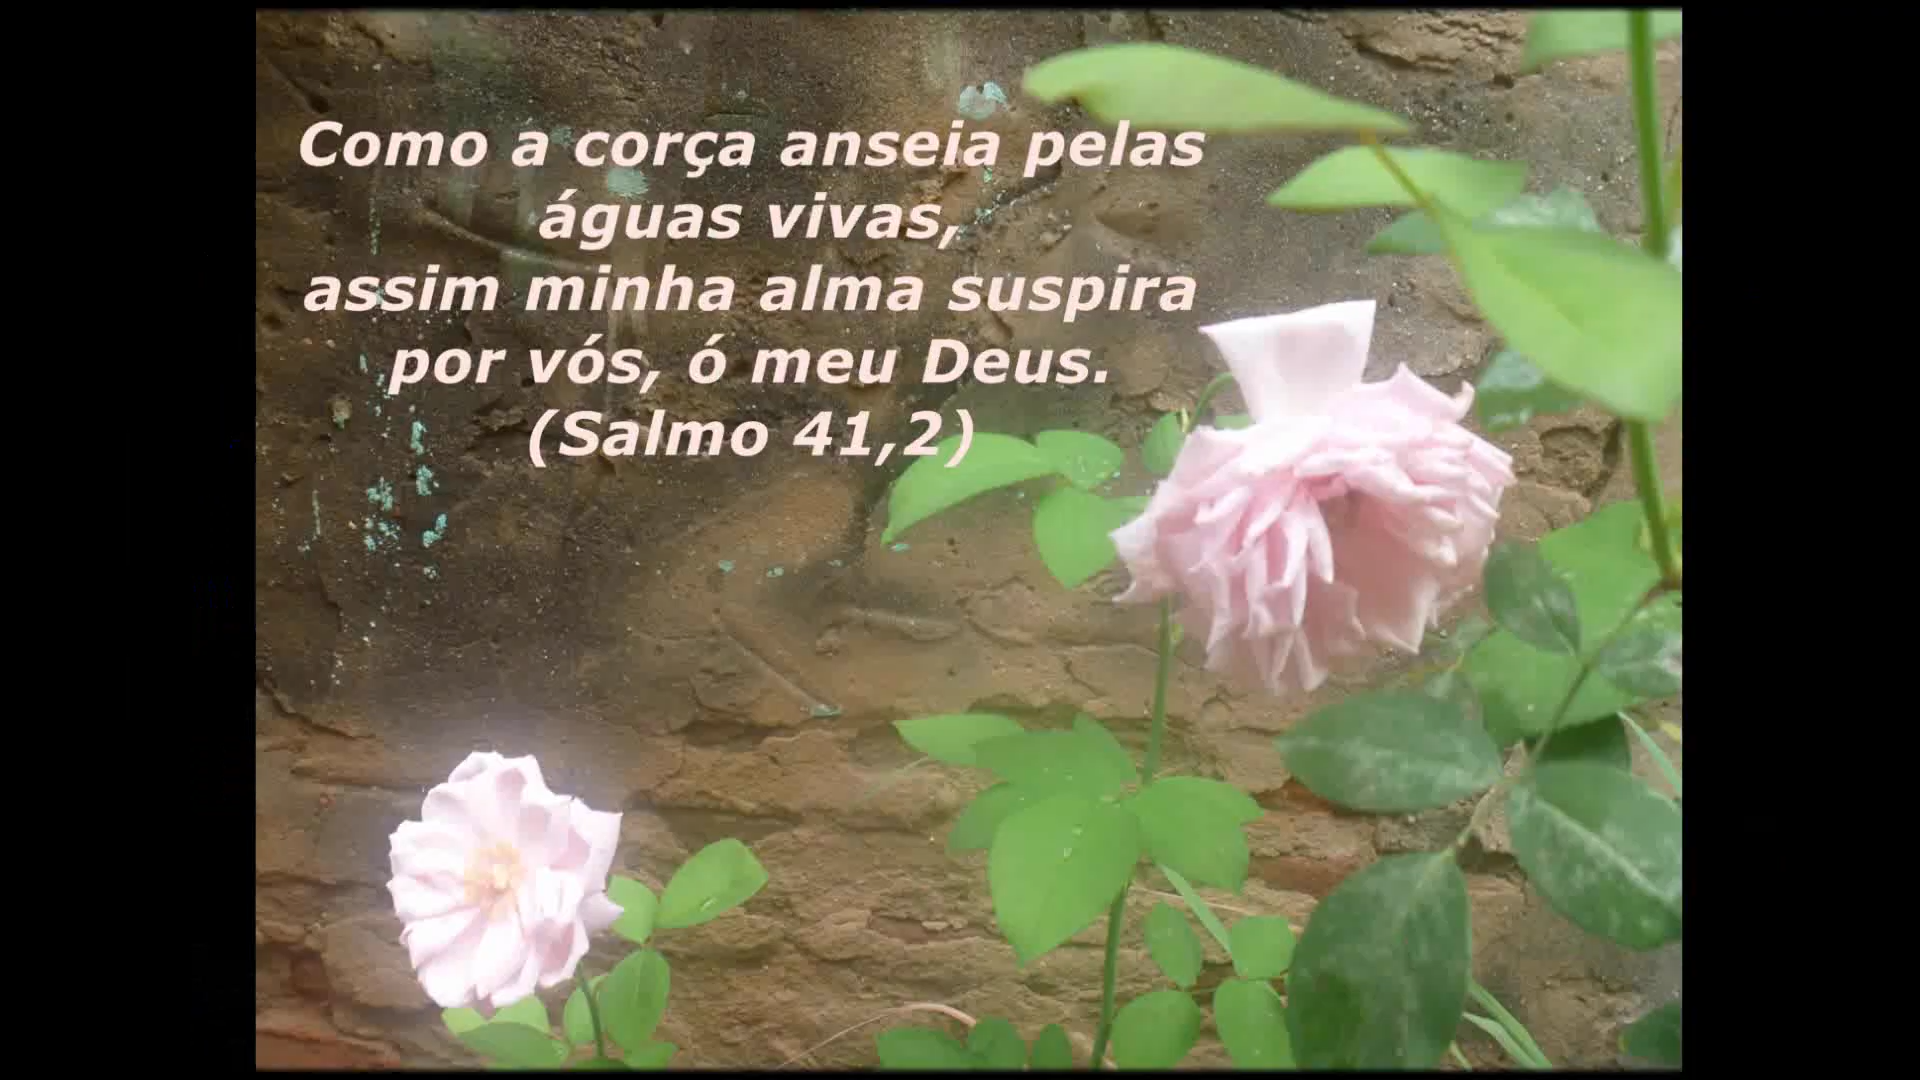 Como a corça anseia pelas
águas vivas,
assim minha alma suspira
por vós, ó meu Deus.
(Salmo 41,2)